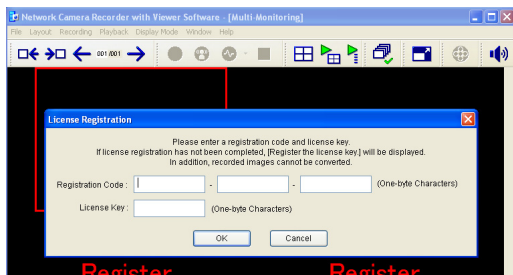 Network Camera Recorder with Viewer Software - [Multi-Monitoring]
File Layout Recording Playback Display Mode Window Help
001 /001
License Registration
Please enter a registration code and license key.
If license registration has not been completed, [Register the license key.] will be displayed.
In addition, recorded images cannot be converted.
Registration Code : - - (One-byte Characters)
License Key : (One-byte Characters)
OK Cancel
Register Register